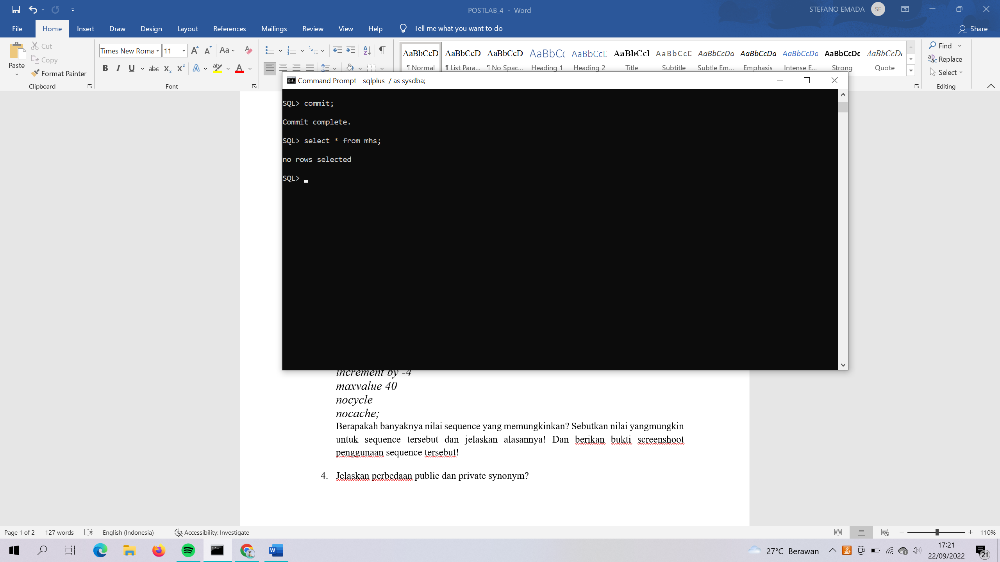 POSTLAB_4 - Word
STEFANO EMADA
SE
File
Home
Insert
Draw
Design
Layout
References
Mailings
Review
View
Help
Tell me what you want to do
Share
Paste
Cut
Copy
Format Painter
Clipboard
Times New Roma
11
Font
AaBbCcD
AaBbCcD
AaBbCcD
AaBbC
AaBbCcD
AaBbCcI
AaBbCcD
AaBbCcDa
AaBbCcDa
AaBbCcDa
AaBbCcDc
AaBbCcDc
¶ Normal
¶ List Para...
¶ No Spac...
Heading 1
Heading 2
Title
Subtitle
Subtle Em...
Emphasis
Intense E...
Strong
Quote
Find
Replace
Select
Editing
Command Prompt - sqlplus / as sysdba;
SQL> commit;
Commit complete.
SQL> select * from mhs;
no rows selected
SQL>
increment by -4
maxvalue 40
nocycle
nocache;
Berapakah banyaknya nilai sequence yang memungkinkan? Sebutkan nilai yangmungkin
untuk sequence tersebut dan jelaskan alasannya! Dan berikan bukti screenshoot
penggunaan sequence tersebut!
4. Jelaskan perbedaan public dan private synonym?
Page 1 of 2
127 words
English (Indonesia)
Accessibility: Investigate
110%
27°C Berawan
17:21
22/09/2022
21